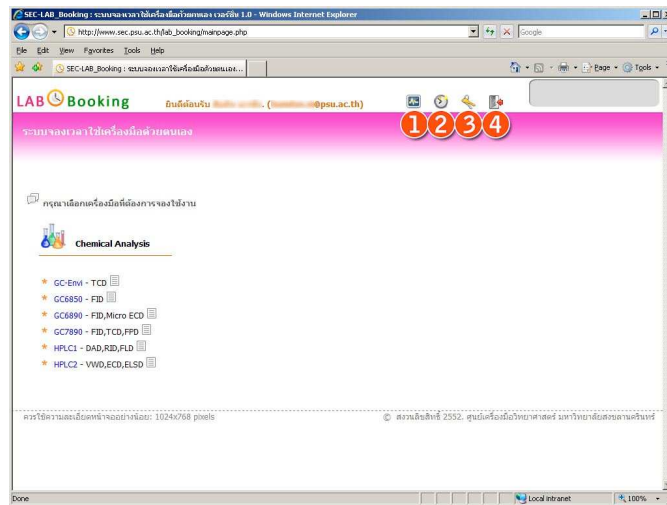 SEC-LAB_Booking : ระบบจองเวลาใช้เครื่องมือด้วยตนเอง เวอร์ชั่น 1.0 - Windows Internet Explorer
http://www.sec.psu.ac.th/lab_booking/mainpage.php
Google
File Edit View Favorites Tools Help
SEC-LAB_Booking : ระบบจองเวลาใช้เครื่องมือด้วยตนเอง...
Page Tools
LAB Booking ยินดีต้อนรับ (@psu.ac.th)
1 2 3 4
ระบบจองเวลาใช้เครื่องมือด้วยตนเอง
กรุณาเลือกเครื่องมือที่ต้องการจองใช้งาน
Chemical Analysis
* GC-Envi - TCD
* GC6850 - FID
* GC6890 - FID,Micro ECD
* GC7890 - FID,TCD,FPD
* HPLC1 - DAD,RID,FLD
* HPLC2 - VWD,ECD,ELSD
ควรใช้ความละเอียดหน้าจออย่างน้อย: 1024x768 pixels
© สงวนลิขสิทธิ์ 2552. ศูนย์เครื่องมือวิทยาศาสตร์ มหาวิทยาลัยสงขลานครินทร์
Done Local intranet 100%